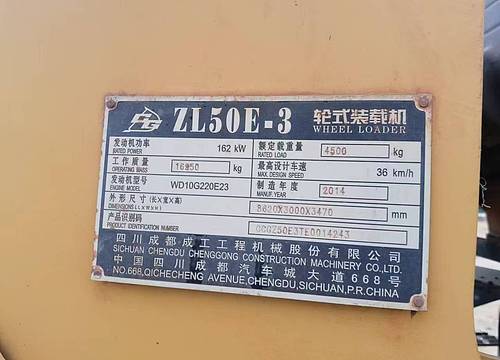 ZL50E-3 轮式装载机
WHEEL LOADER
发动机功率 162 kW 额定载重量 4500 kg
RATED POWER RATED LOAD
工作质量 16950 kg 最高设计车速 36 km/h
OPERATING MASS MAX. DESIGN SPEED
发动机型号 WD10G220E23 制造年度 2014
ENGINE MODEL MANUF. YEAR
外形尺寸(长X宽X高) 8620X3000X3470 mm
DIMENSIONS (LXWXH)
产品识别码
PRODUCT IDENTIFICATION NUMBER
四川成都成工工程机械股份有限公司
SICHUAN CHENGDU CHENGGONG CONSTRUCTION MACHINERY CO.,LTD.
中国四川成都汽车城大道668号
NO.668,QICHECHENG AVENUE,CHENGDU,SICHUAN,P.R.CHINA